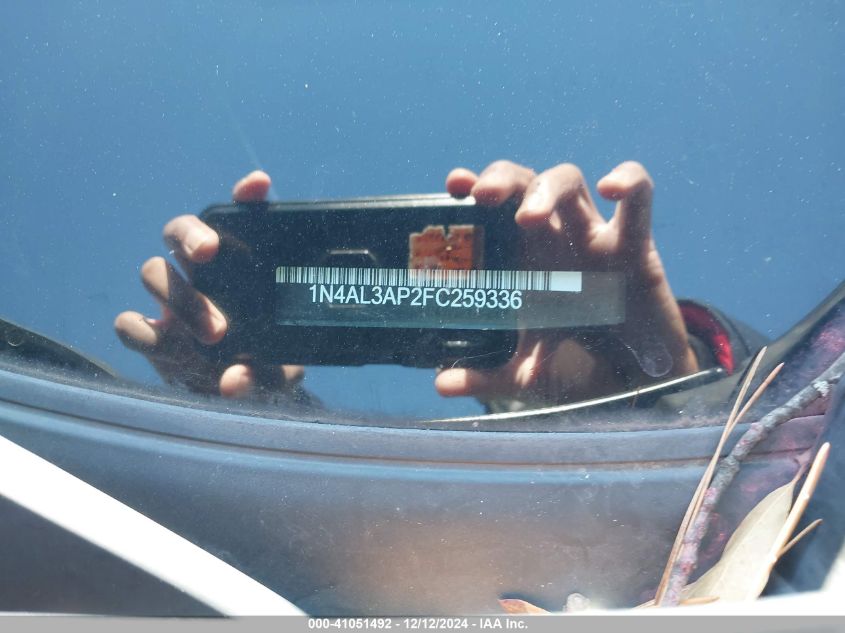 1N4AL3AP2FC259336
000-41051492 - 12/12/2024 - IAA Inc.